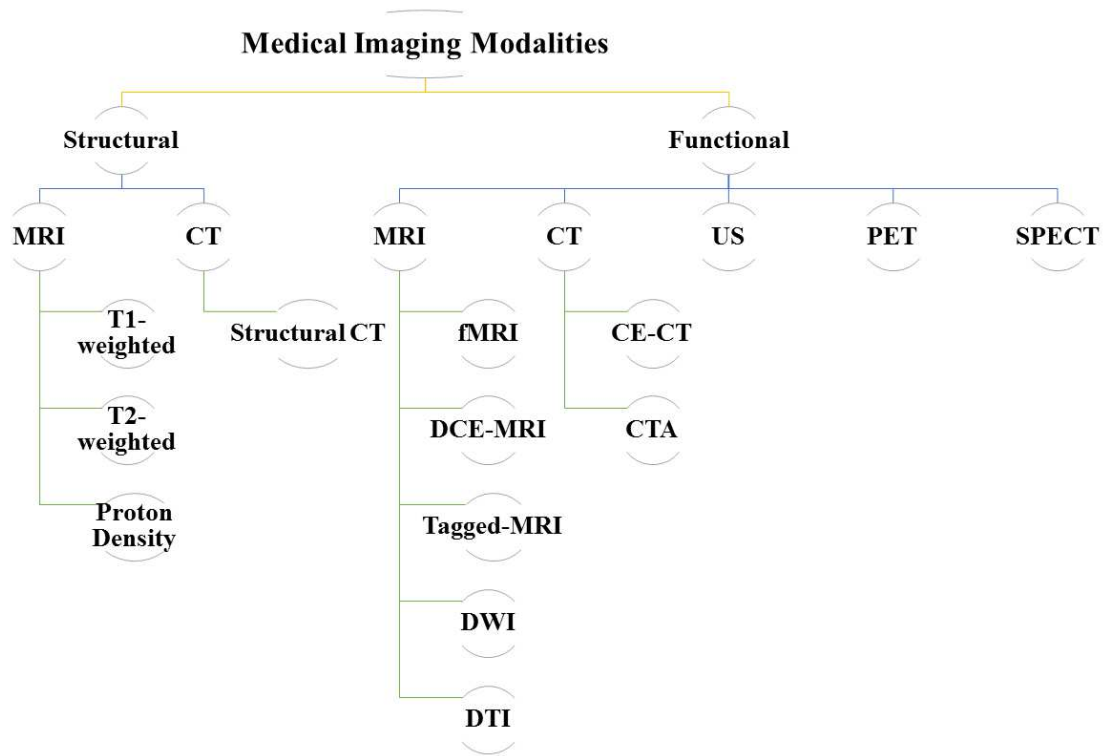 Medical Imaging Modalities
Structural
Functional
MRI
CT
MRI
CT
US
PET
SPECT
T1-
weighted
Structural CT
fMRI
CE-CT
T2-
weighted
DCE-MRI
CTA
Proton
Density
Tagged-MRI
DWI
DTI